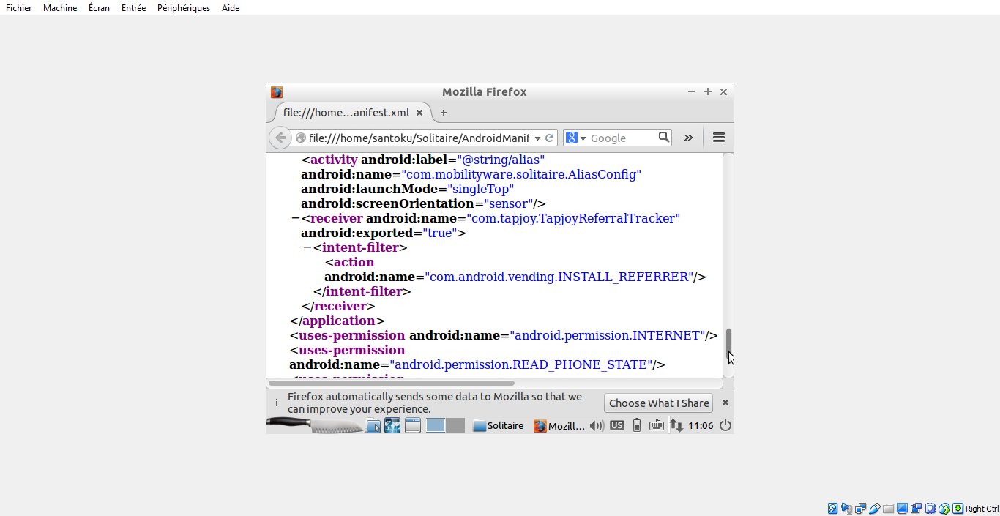 Fichier Machine Écran Entrée Périphériques Aide
Mozilla Firefox
file:///home...anifest.xml
file:///home/santoku/Solitaire/AndroidManif
8 Google
<activity android:label="@string/alias"
android:name="com.mobilityware.solitaire.AliasConfig"
android:launchMode="singleTop"
android:screenOrientation="sensor"/>
−<receiver android:name="com.tapjoy.TapjoyReferralTracker"
android:exported="true">
−<intent-filter>
<action
android:name="com.android.vending.INSTALL_REFERRER"/>
</intent-filter>
</receiver>
</application>
<uses-permission android:name="android.permission.INTERNET"/>
<uses-permission
android:name="android.permission.READ_PHONE_STATE"/>
<uses-permission
Firefox automatically sends some data to Mozilla so that we
can improve your experience.
Choose What I Share
Solitaire
Mozill...
US
11:06
Right Ctrl